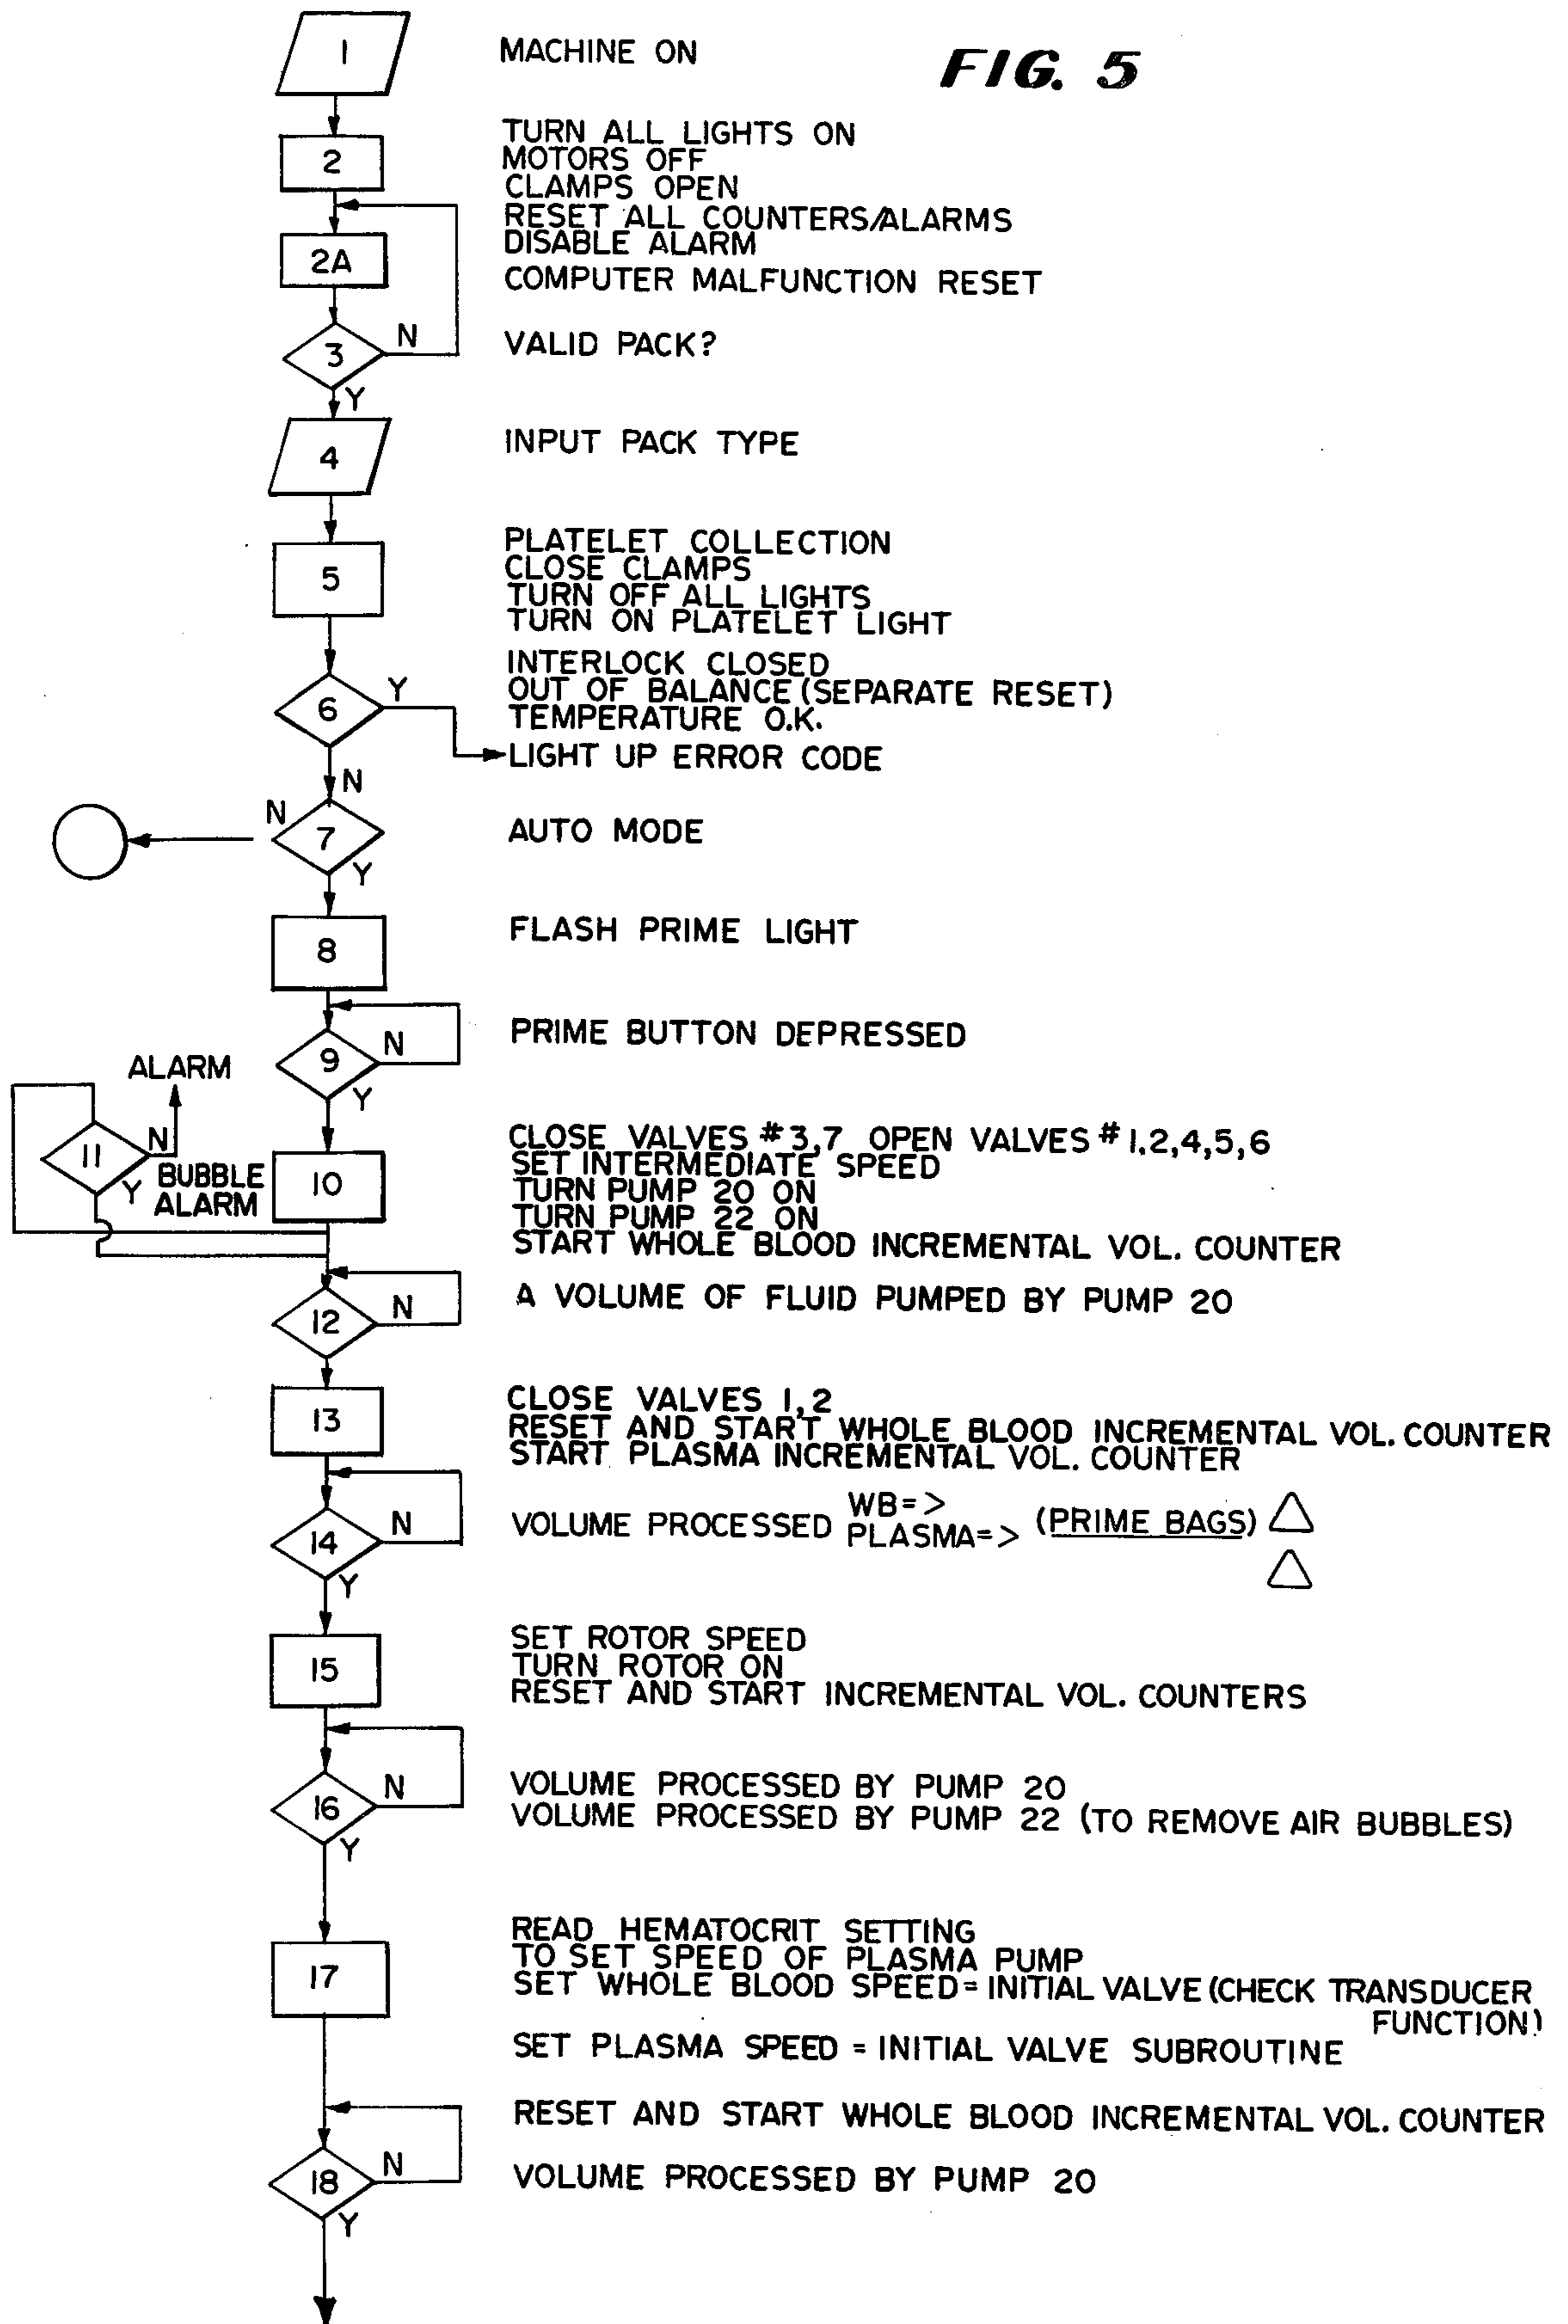 FIG. 5
1 MACHINE ON
2 TURN ALL LIGHTS ON
MOTORS OFF
CLAMPS OPEN
RESET ALL COUNTERS/ALARMS
DISABLE ALARM
2A COMPUTER MALFUNCTION RESET
3 N VALID PACK?
Y
4 INPUT PACK TYPE
5 PLATELET COLLECTION
CLOSE CLAMPS
TURN OFF ALL LIGHTS
TURN ON PLATELET LIGHT
6 Y INTERLOCK CLOSED
OUT OF BALANCE (SEPARATE RESET)
TEMPERATURE O.K.
LIGHT UP ERROR CODE
N
N 7 AUTO MODE
Y
8 FLASH PRIME LIGHT
9 N PRIME BUTTON DEPRESSED
Y
ALARM
11 N
Y BUBBLE
ALARM
10 CLOSE VALVES #3,7 OPEN VALVES #1,2,4,5,6
SET INTERMEDIATE SPEED
TURN PUMP 20 ON
TURN PUMP 22 ON
START WHOLE BLOOD INCREMENTAL VOL. COUNTER
12 N A VOLUME OF FLUID PUMPED BY PUMP 20
13 CLOSE VALVES 1,2
RESET AND START WHOLE BLOOD INCREMENTAL VOL. COUNTER
START PLASMA INCREMENTAL VOL. COUNTER
14 N VOLUME PROCESSED WB=>
PLASMA=> (PRIME BAGS) △
△
Y
15 SET ROTOR SPEED
TURN ROTOR ON
RESET AND START INCREMENTAL VOL. COUNTERS
16 N VOLUME PROCESSED BY PUMP 20
VOLUME PROCESSED BY PUMP 22 (TO REMOVE AIR BUBBLES)
Y
17 READ HEMATOCRIT SETTING
TO SET SPEED OF PLASMA PUMP
SET WHOLE BLOOD SPEED = INITIAL VALVE (CHECK TRANSDUCER
FUNCTION)
SET PLASMA SPEED = INITIAL VALVE SUBROUTINE
RESET AND START WHOLE BLOOD INCREMENTAL VOL. COUNTER
18 N VOLUME PROCESSED BY PUMP 20
Y